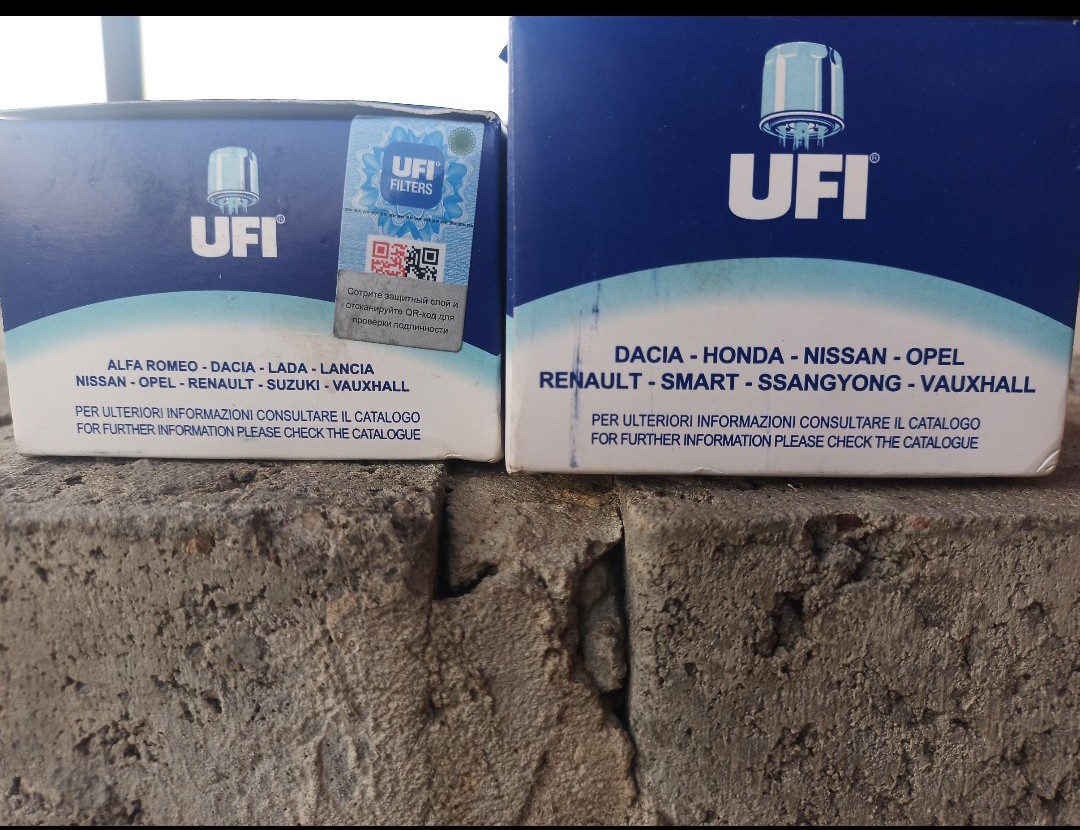 UFI®
UFI®
FILTERS
Сотрите защитный слой и
отсканируйте QR-код для
проверки подлинности
ALFA ROMEO - DACIA - LADA - LANCIA
NISSAN - OPEL - RENAULT - SUZUKI - VAUXHALL
PER ULTERIORI INFORMAZIONI CONSULTARE IL CATALOGO
FOR FURTHER INFORMATION PLEASE CHECK THE CATALOGUE
UFI®
DACIA - HONDA - NISSAN - OPEL
RENAULT - SMART - SSANGYONG - VAUXHALL
PER ULTERIORI INFORMAZIONI CONSULTARE IL CATALOGO
FOR FURTHER INFORMATION PLEASE CHECK THE CATALOGUE